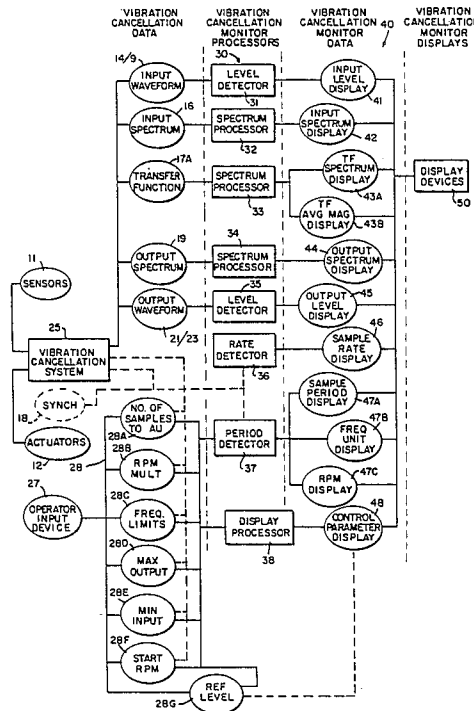 VIBRATION
CANCELLATION
DATA
VIBRATION
CANCELLATION
MONITOR
PROCESSORS
VIBRATION
CANCELLATION
MONITOR
DATA
40
VIBRATION
CANCELLATION
MONITOR
DISPLAYS
14/9
INPUT
WAVEFORM
30
LEVEL
DETECTOR
31
INPUT
LEVEL DISPLAY
41
16
INPUT
SPECTRUM
SPECTRUM
PROCESSOR
32
INPUT
SPECTRUM
DISPLAY
42
17A
TRANSFER
FUNCTION
SPECTRUM
PROCESSOR
33
TF
SPECTRUM
DISPLAY
43A
TF
AVG MAG
DISPLAY
43B
DISPLAY
DEVICES
50
19
OUTPUT
SPECTRUM
34
SPECTRUM
PROCESSOR
44
OUTPUT
SPECTRUM
DISPLAY
11
SENSORS
OUTPUT
WAVEFORM
21/23
35
LEVEL
DETECTOR
OUTPUT
LEVEL
DISPLAY
45
25
VIBRATION
CANCELLATION
SYSTEM
RATE
DETECTOR
36
SAMPLE
RATE
DISPLAY
46
SYNCH
18
ACTUATORS
12
NO. OF
SAMPLES
TO AU
28A
28
PERIOD
DETECTOR
37
SAMPLE
PERIOD
DISPLAY
47A
FREQ
UNIT
DISPLAY
47B
RPM
DISPLAY
47C
28B
RPM
MULT
27
OPERATOR
INPUT
DEVICE
28C
FREQ.
LIMITS
DISPLAY
PROCESSOR
38
48
CONTROL
PARAMETER
DISPLAY
28D
MAX
OUTPUT
28E
MIN
INPUT
28F
START
RPM
REF
LEVEL
28G